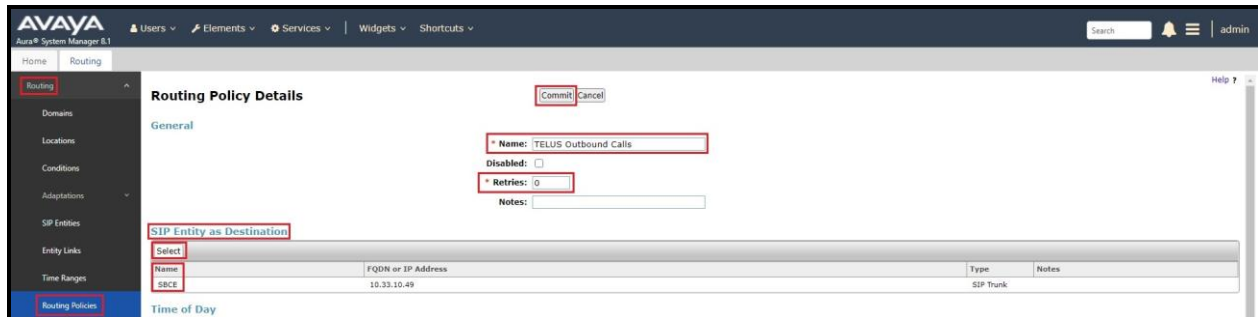 AVAYA
Aura® System Manager 8.1
Users Elements Services | Widgets Shortcuts
Search
admin
Home Routing
Help ?
Routing
Domains
Locations
Conditions
Adaptations
SIP Entities
Entity Links
Time Ranges
Routing Policies
Routing Policy Details
Commit Cancel
General
* Name: TELUS Outbound Calls
Disabled:
* Retries: 0
Notes:
SIP Entity as Destination
Select
Name FQDN or IP Address Type Notes
SBCE 10.33.10.49 SIP Trunk
Time of Day